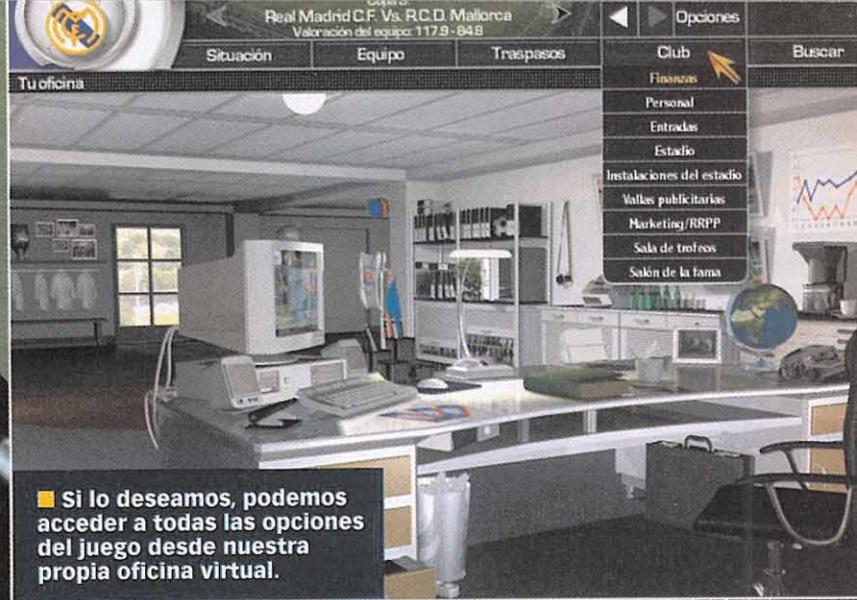 Copa S.
Real Madrid C.F. Vs. R.C.D. Mallorca
Valoración del equipo: 117.9 - 84.8
Opciones
Situación Equipo Traspasos Club Buscar
Tu oficina
Finanzas
Personal
Entradas
Estadio
Instalaciones del estadio
Vallas publicitarias
Marketing/RRPP
Sala de trofeos
Salón de la fama
Si lo deseamos, podemos
acceder a todas las opciones
del juego desde nuestra
propia oficina virtual.